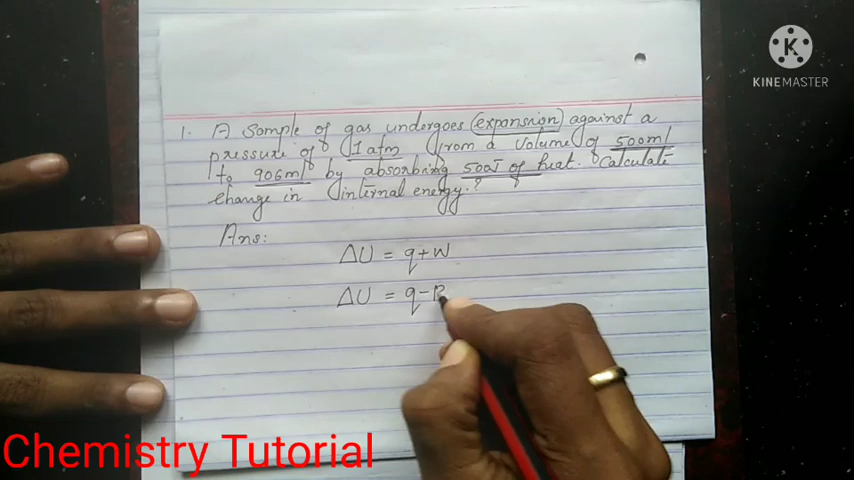 KINEMASTER
1. A Sample of gas undergoes (expansion) against a
pressure of 1 atm from a volume of 500ml
to 906ml by absorbing 500J of heat. Calculate
change in internal energy.?
Ans:
ΔU = q+W
ΔU = q-P
Chemistry Tutorial